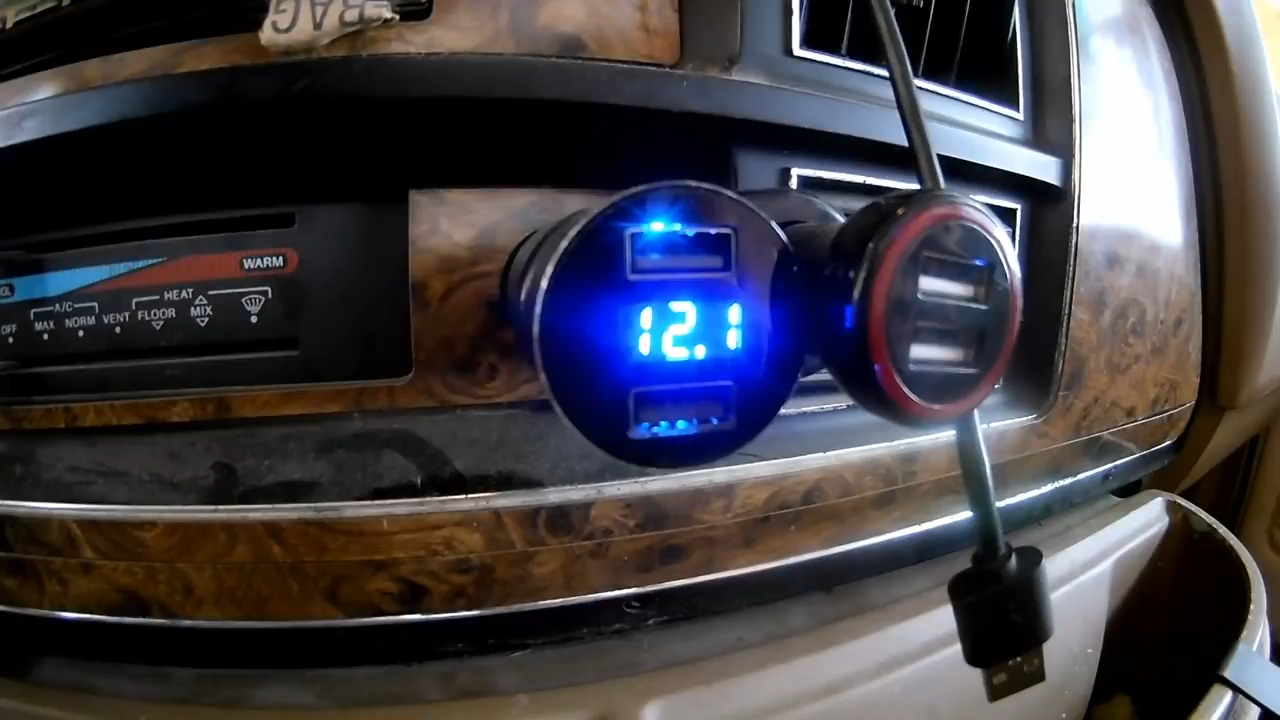 BAG
WARM
OFF
A/C
MAX NORM
VENT
HEAT
FLOOR MIX
12.1